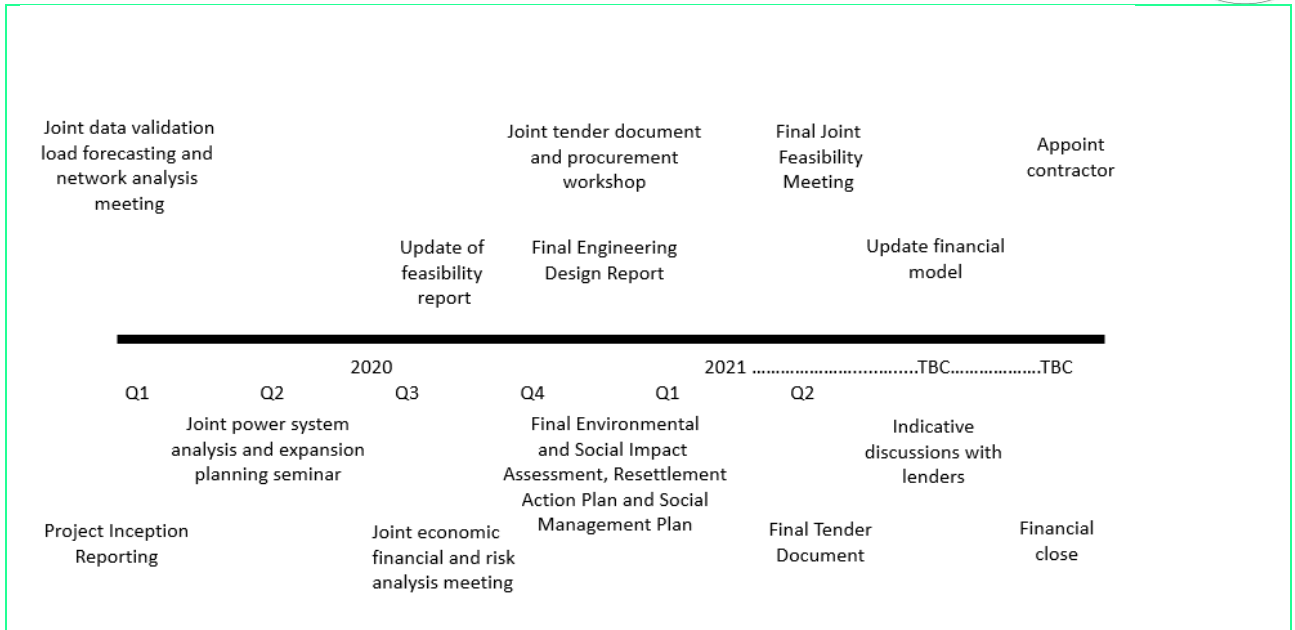 Joint data validation
load forecasting and
network analysis
meeting
Joint tender document
and procurement
workshop
Final Joint
Feasibility
Meeting
Appoint
contractor
Update of
feasibility
report
Final Engineering
Design Report
Update financial
model
2020
2021 ……………………………TBC……………….TBC
Q1
Q2
Q3
Q4
Q1
Q2
Joint power system
analysis and expansion
planning seminar
Final Environmental
and Social Impact
Assessment, Resettlement
Action Plan and Social
Management Plan
Indicative
discussions with
lenders
Project Inception
Reporting
Joint economic
financial and risk
analysis meeting
Final Tender
Document
Financial
close